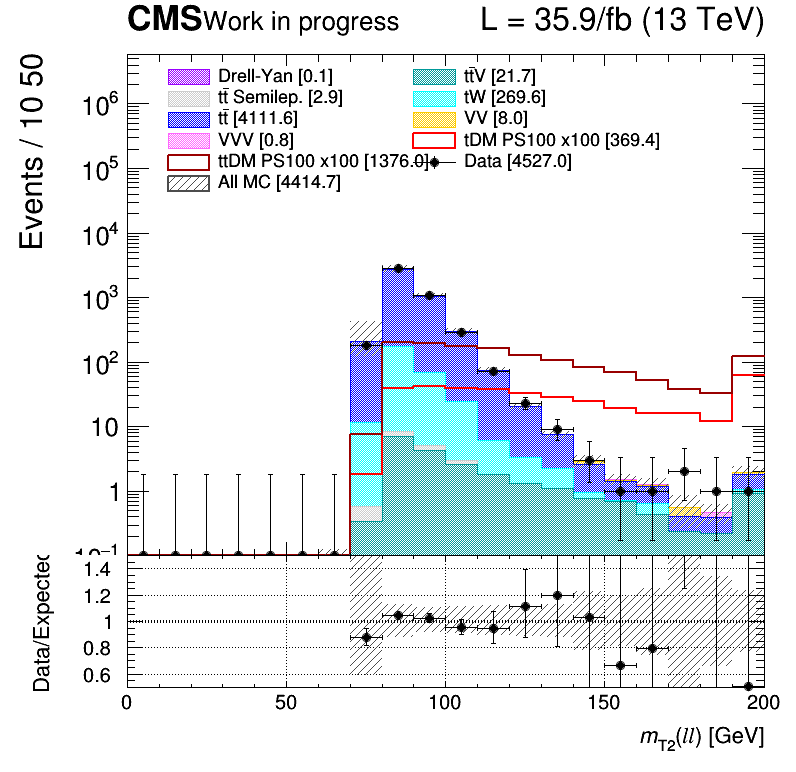 CMS Work in progress L = 35.9/fb (13 TeV)
Events / 10 50
Drell-Yan [0.1] tt̄V [21.7]
tt̄ Semilep. [2.9] tW [269.6]
tt̄ [4111.6] VV [8.0]
VVV [0.8] tDM PS100 x100 [369.4]
ttDM PS100 x100 [1376.0] Data [4527.0]
All MC [4414.7]
10⁶
10⁵
10⁴
10³
10²
10
1
10⁻¹
Data/Expected
1.4
1.2
1
0.8
0.6
0 50 100 150 200
m_T2(ll) [GeV]